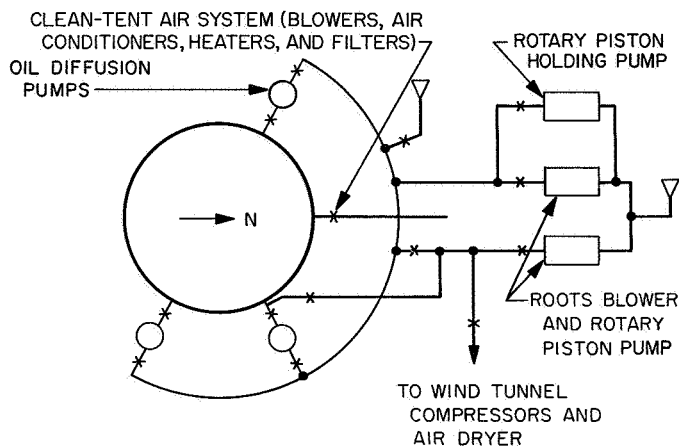 CLEAN-TENT AIR SYSTEM (BLOWERS, AIR
CONDITIONERS, HEATERS, AND FILTERS)
OIL DIFFUSION
PUMPS
ROTARY PISTON
HOLDING PUMP
N
ROOTS BLOWER
AND ROTARY
PISTON PUMP
TO WIND TUNNEL
COMPRESSORS AND
AIR DRYER